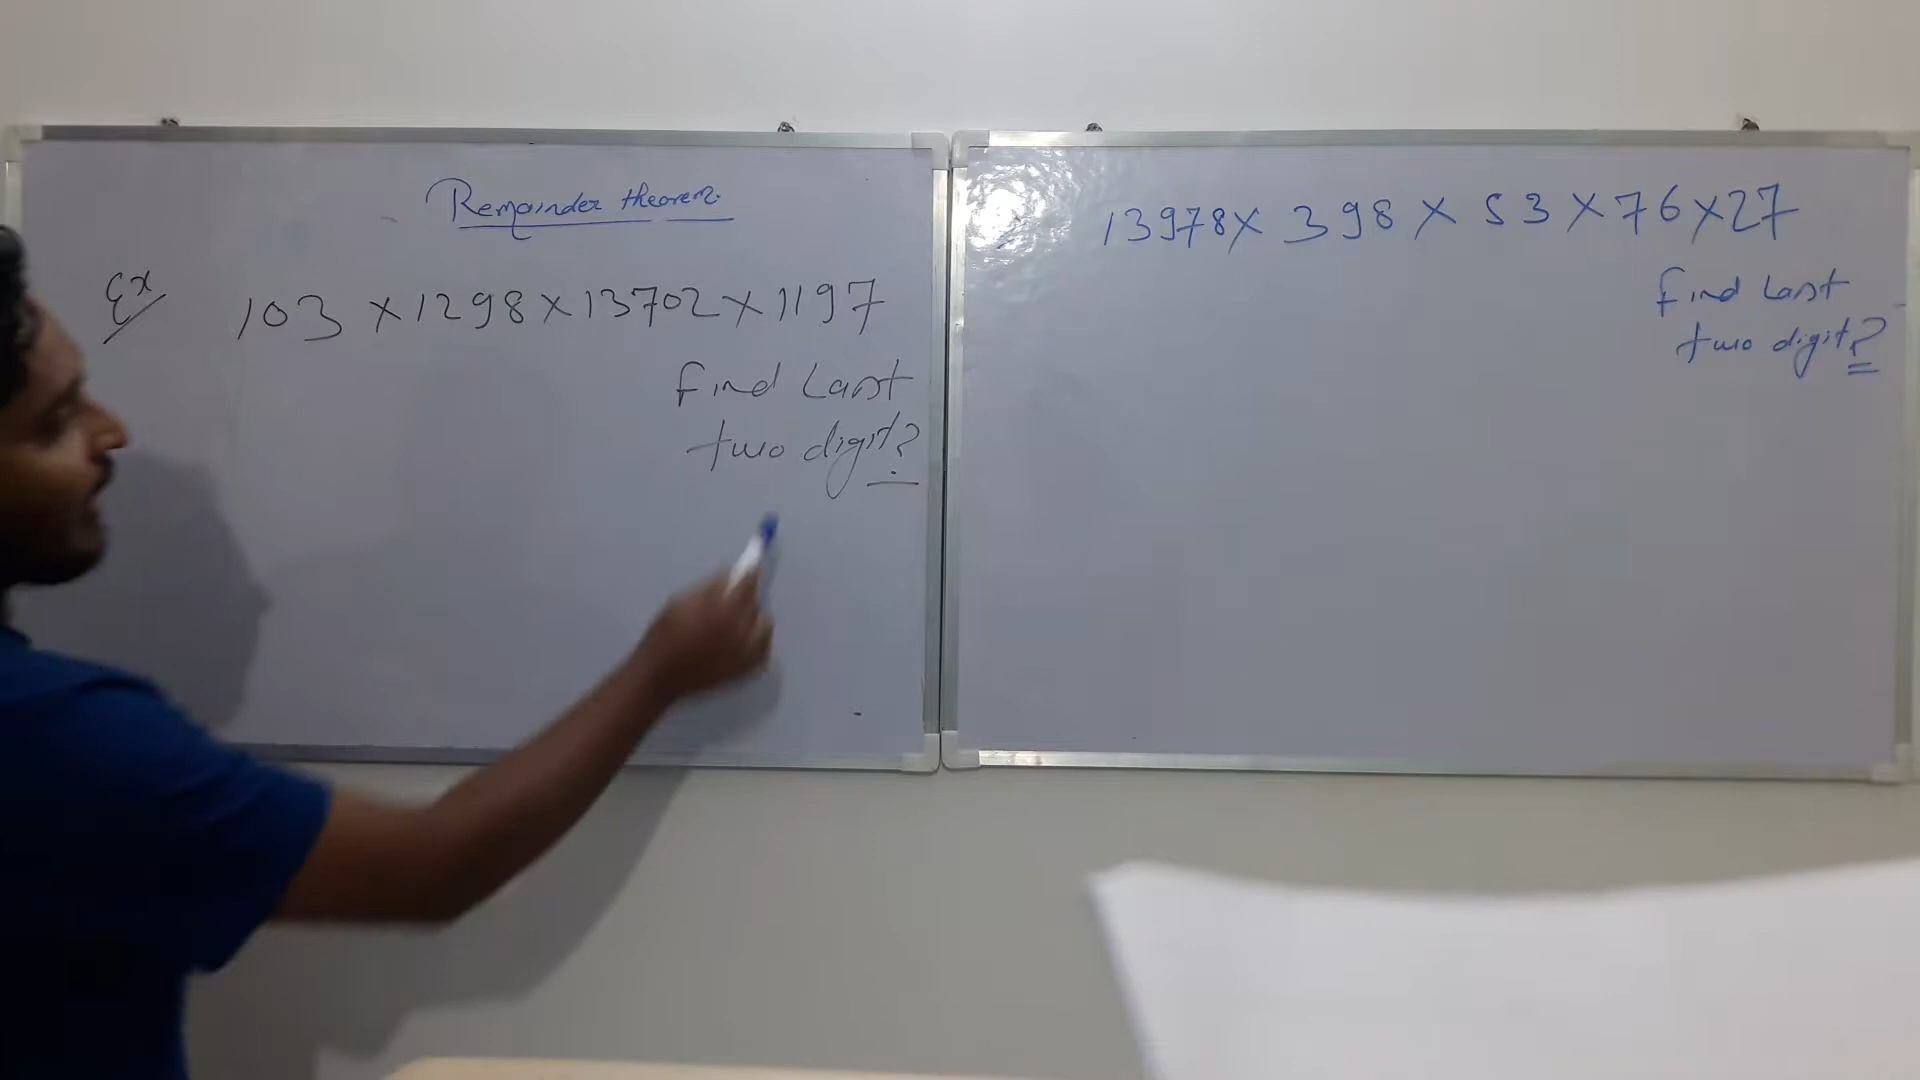 Remainder theorem.
Ex
103 × 1298 × 13702 × 1197
Find Last
two digit?
13978 × 398 × 53 × 76 × 27
Find Last
two digit?